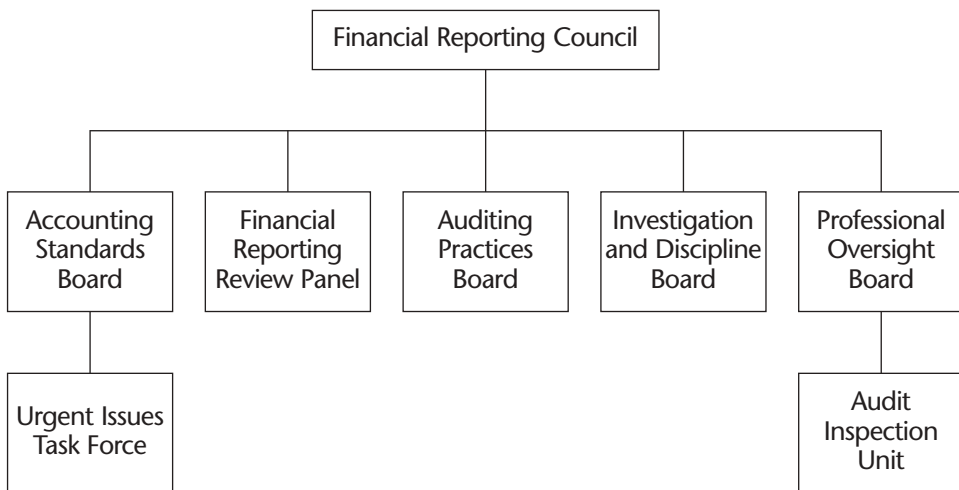 Financial Reporting Council
Accounting
Standards
Board
Financial
Reporting
Review Panel
Auditing
Practices
Board
Investigation
and Discipline
Board
Professional
Oversight
Board
Urgent Issues
Task Force
Audit
Inspection
Unit